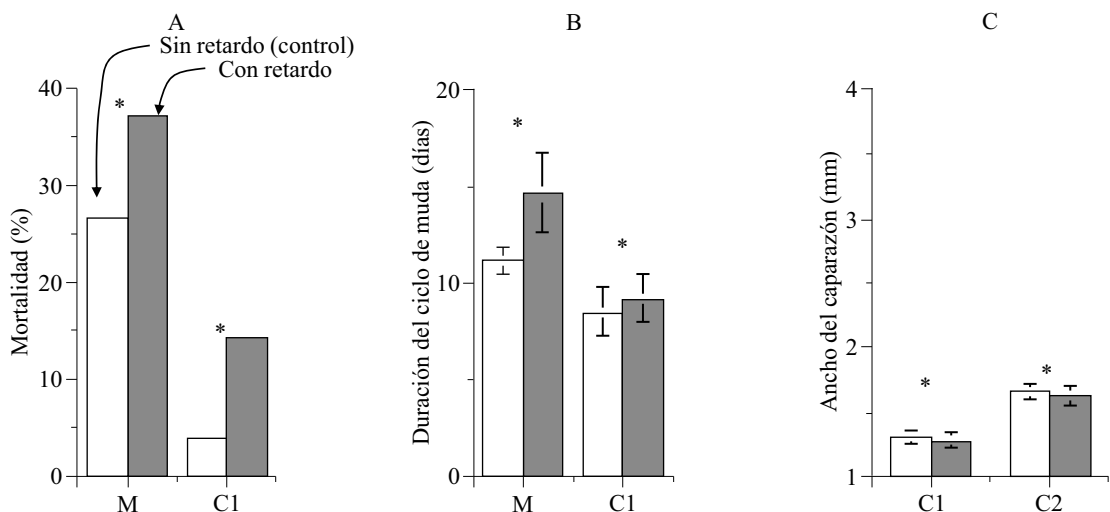 A
Sin retardo (control)
Con retardo
Mortalidad (%)
40
30
20
10
0
*
*
M
C1
B
Duración del ciclo de muda (días)
20
10
0
*
*
M
C1
C
Ancho del caparazón (mm)
4
3
2
1
*
*
C1
C2